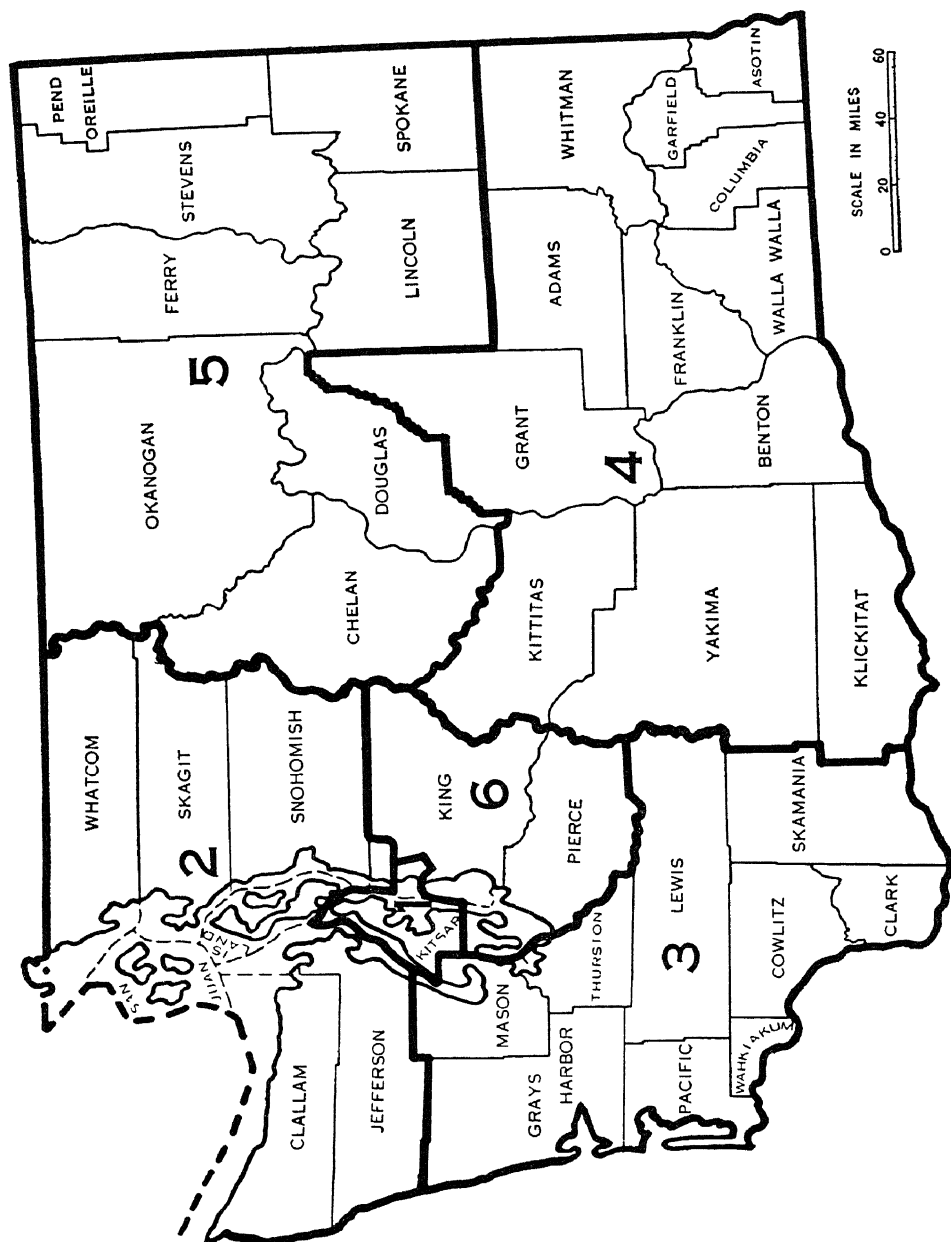 WHATCOM
SKAGIT
SNOHOMISH
2
SAN
JUAN
ISLAND
CLALLAM
JEFFERSON
KITSAP
OKANOGAN
CHELAN
DOUGLAS
5
FERRY
STEVENS
PEND
OREILLE
LINCOLN
SPOKANE
KING
6
PIERCE
MASON
GRAYS
HARBOR
THURSTON
PACIFIC
LEWIS
3
WAHKIAKUM
COWLITZ
CLARK
SKAMANIA
KITTITAS
GRANT
4
YAKIMA
KLICKITAT
BENTON
ADAMS
FRANKLIN
WALLA WALLA
WHITMAN
COLUMBIA
GARFIELD
ASOTIN
SCALE IN MILES
0 20 40 60